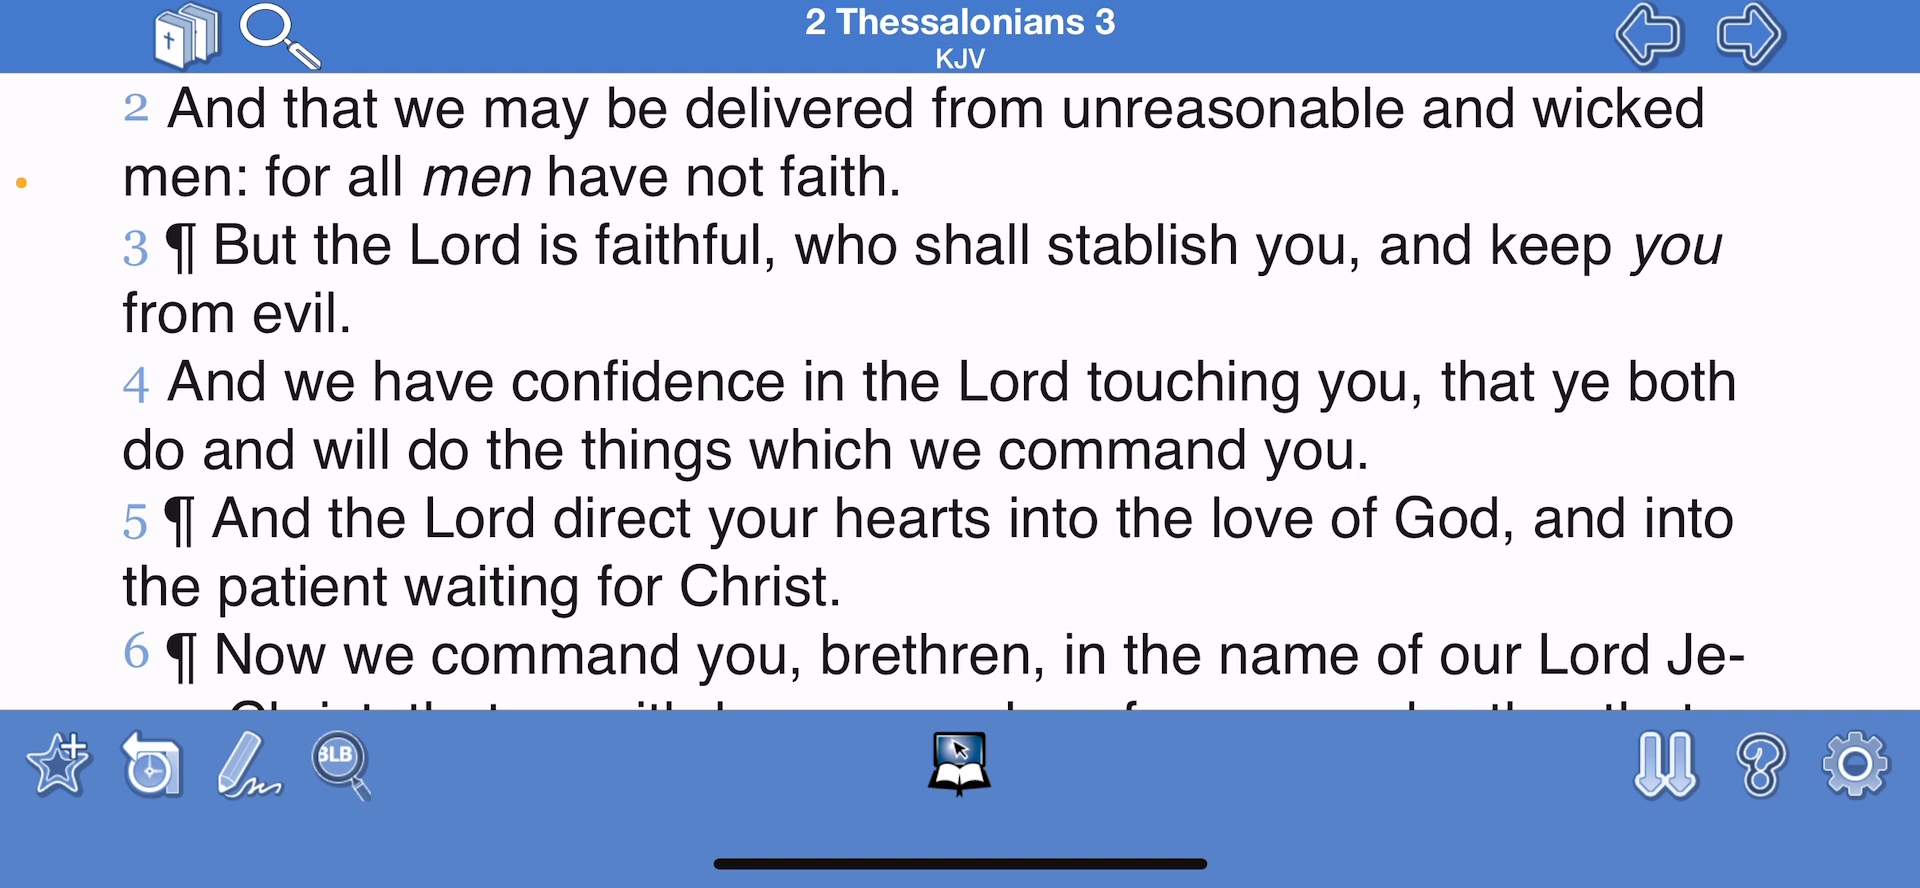 2 Thessalonians 3
KJV
2 And that we may be delivered from unreasonable and wicked
men: for all men have not faith.
3 ¶ But the Lord is faithful, who shall stablish you, and keep you
from evil.
4 And we have confidence in the Lord touching you, that ye both
do and will do the things which we command you.
5 ¶ And the Lord direct your hearts into the love of God, and into
the patient waiting for Christ.
6 ¶ Now we command you, brethren, in the name of our Lord Je-
BLB